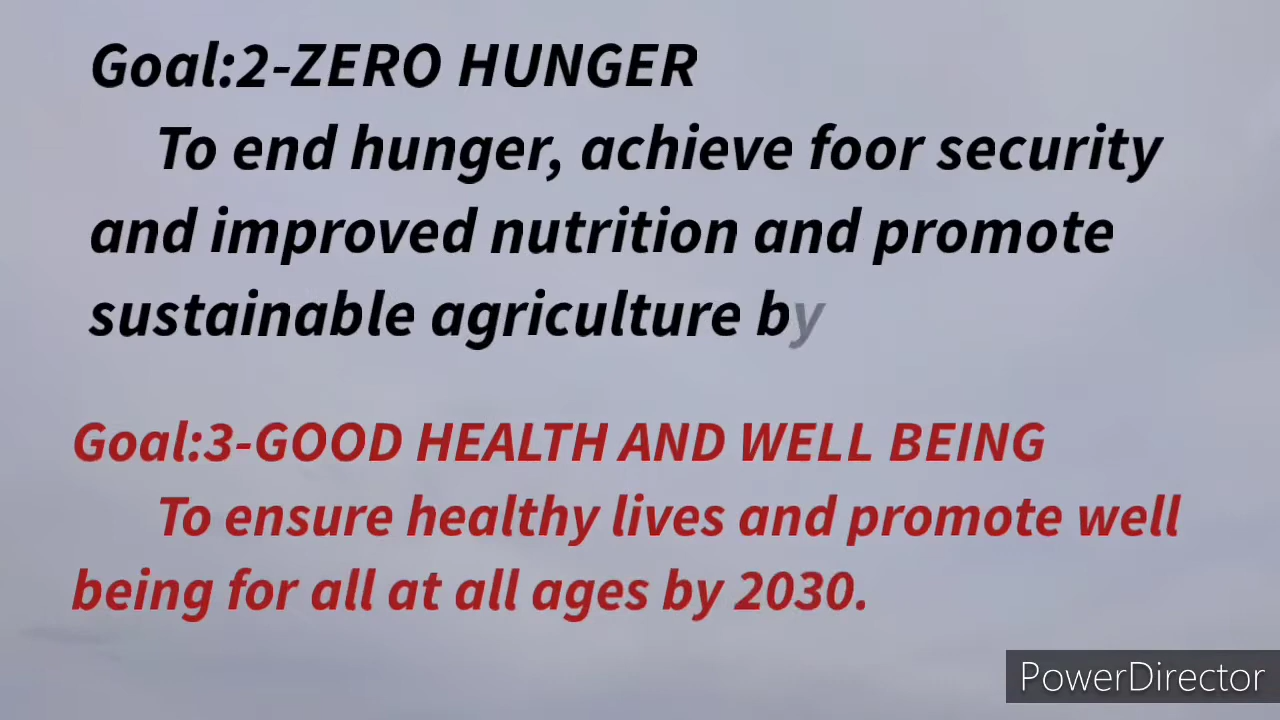 Goal:2-ZERO HUNGER
To end hunger, achieve foor security
and improved nutrition and promote
sustainable agriculture by
Goal:3-GOOD HEALTH AND WELL BEING
To ensure healthy lives and promote well
being for all at all ages by 2030.
PowerDirector